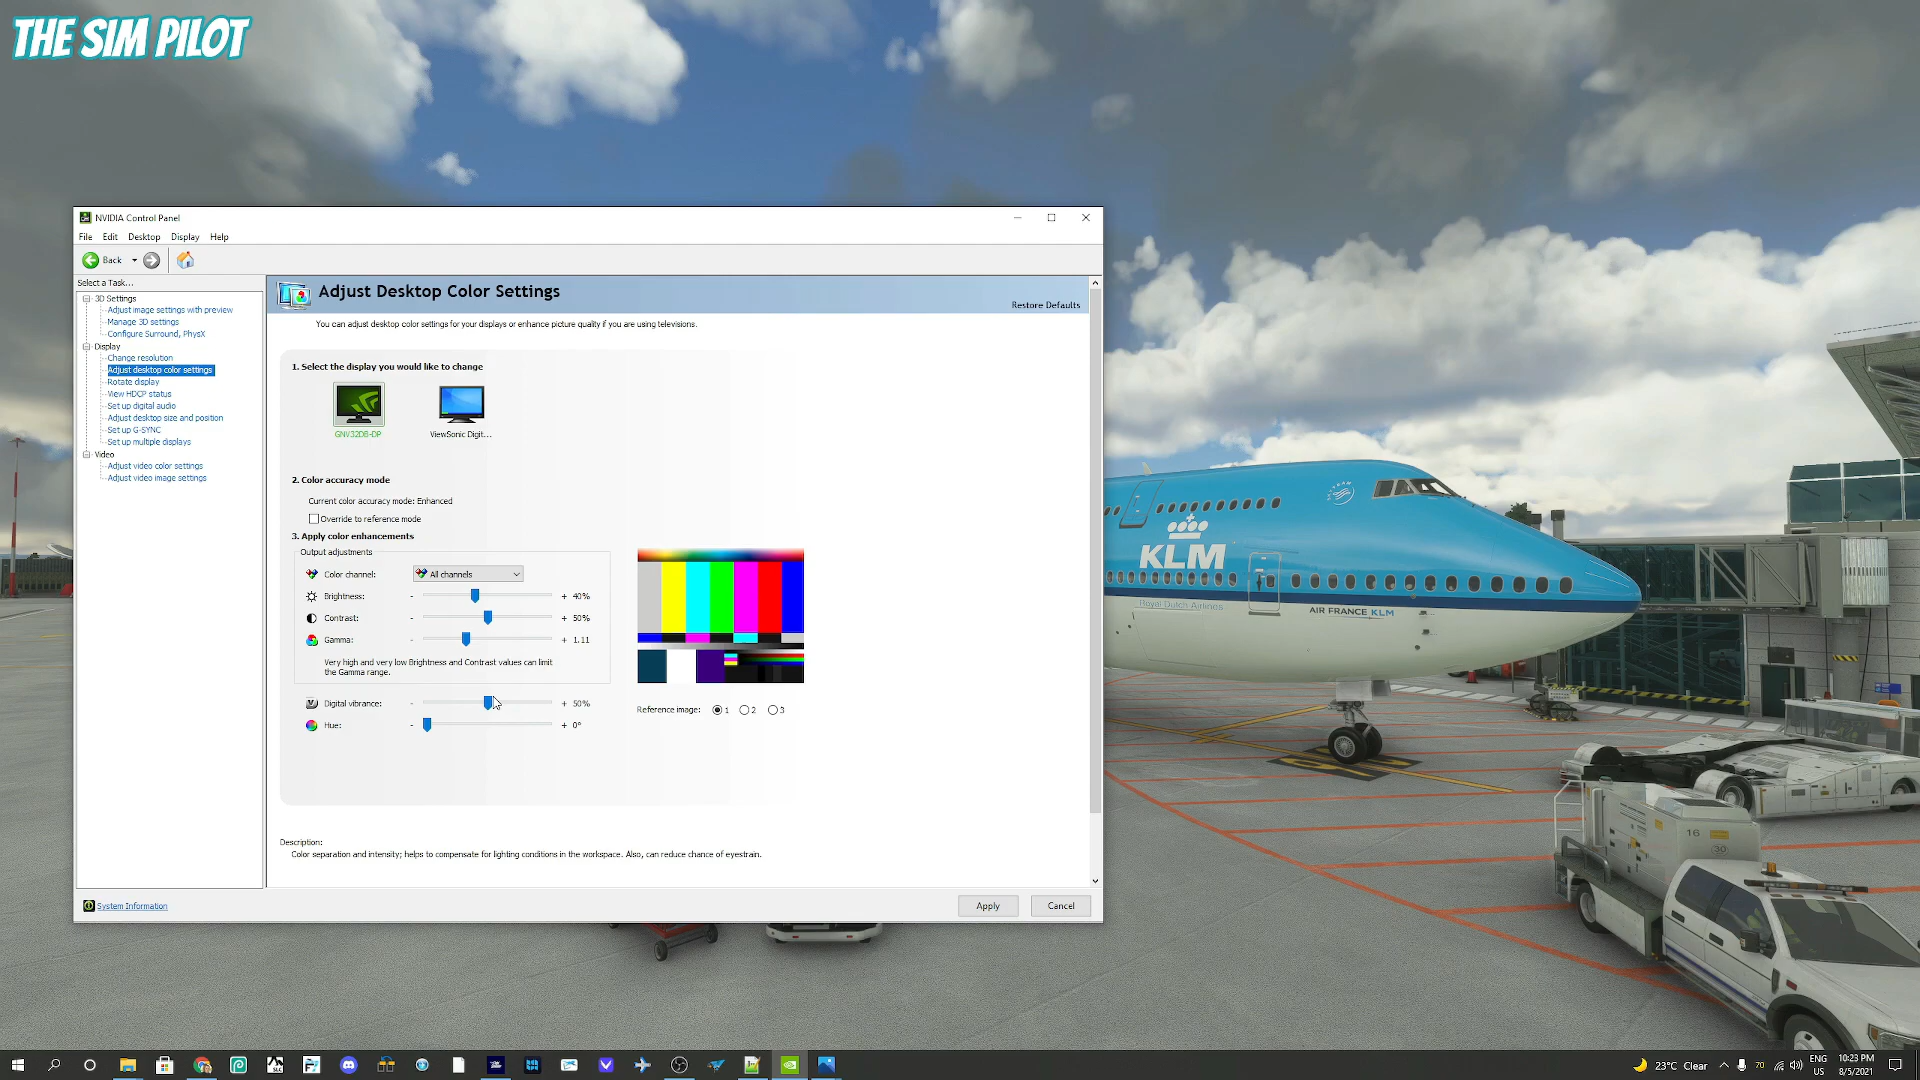 THE SIM PILOT
NVIDIA Control Panel
File Edit Desktop Display Help
Back
Select a Task...
3D Settings
Adjust image settings with preview
Manage 3D settings
Configure Surround, PhysX
Display
Change resolution
Adjust desktop color settings
Rotate display
View HDCP status
Set up digital audio
Adjust desktop size and position
Set up G-SYNC
Set up multiple displays
Video
Adjust video color settings
Adjust video image settings
System Information
Adjust Desktop Color Settings
Restore Defaults
You can adjust desktop color settings for your displays or enhance picture quality if you are using televisions.
1. Select the display you would like to change
GNV32DB-DP
ViewSonic Digit...
2. Color accuracy mode
Current color accuracy mode: Enhanced
Override to reference mode
3. Apply color enhancements
Output adjustments
Color channel: All channels
Brightness: - + 40%
Contrast: - + 50%
Gamma: - + 1.11
Very high and very low Brightness and Contrast values can limit
the Gamma range.
Digital vibrance: - + 50%
Hue: - + 0°
Reference image: 1 2 3
Description:
Color separation and intensity; helps to compensate for lighting conditions in the workspace. Also, can reduce chance of eyestrain.
Apply
Cancel
KLM
Royal Dutch Airlines
AIR FRANCE KLM
16
30
23°C Clear
70
ENG
US
10:23 PM
8/5/2021